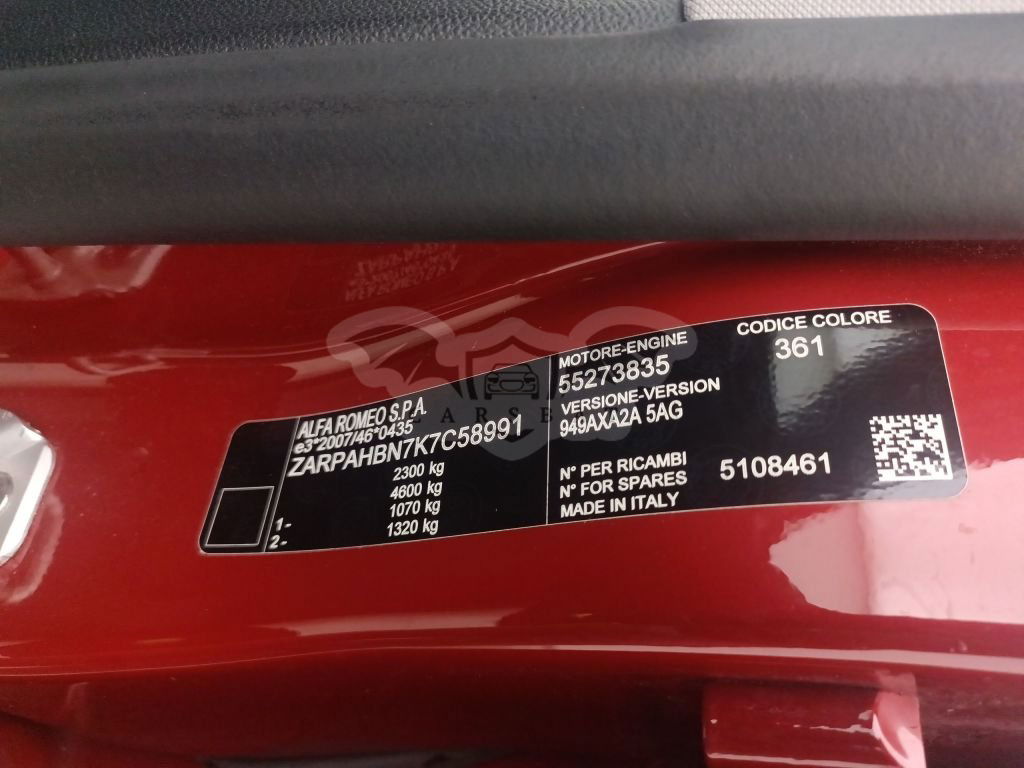 ALFA ROMEO S.P.A.
e3*2007/46*0435
ZARPAHBN7K7C58991
2300 kg
4600 kg
1- 1070 kg
2- 1320 kg
MOTORE-ENGINE
55273835
VERSIONE-VERSION
949AXA2A 5AG
CODICE COLORE
361
N° PER RICAMBI
N° FOR SPARES
5108461
MADE IN ITALY